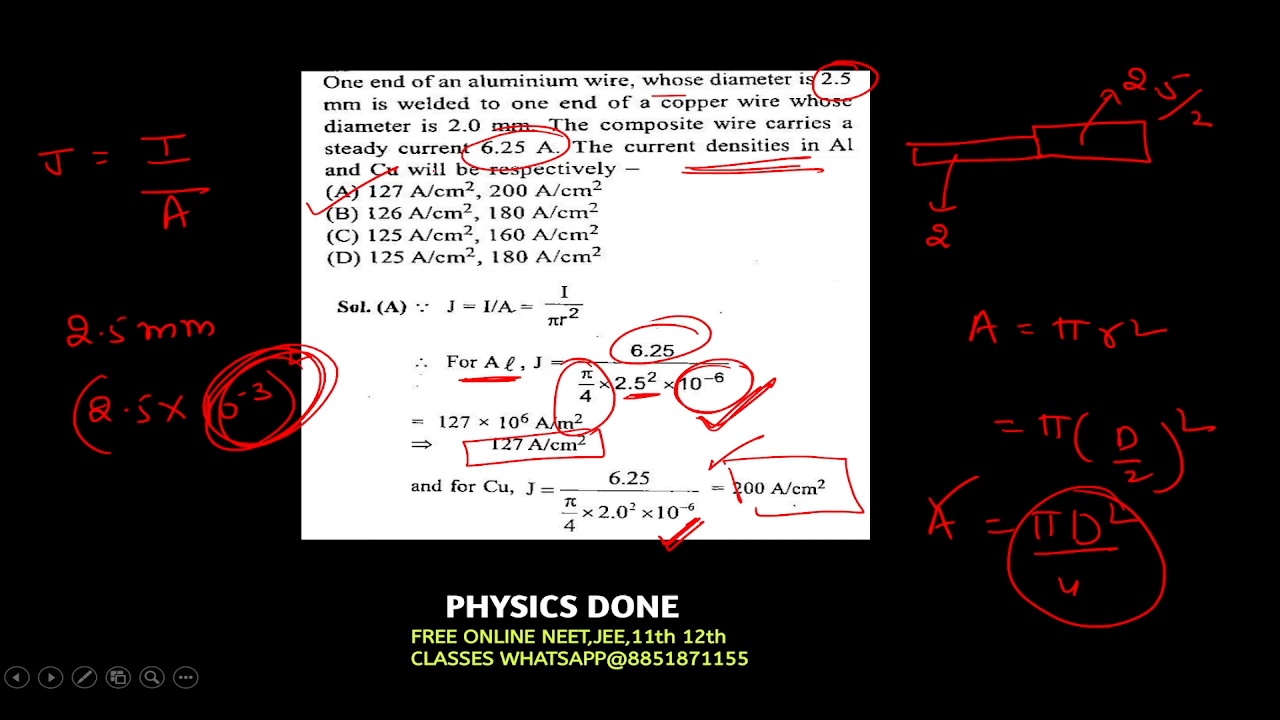 One end of an aluminium wire, whose diameter is 2.5
mm is welded to one end of a copper wire whose
diameter is 2.0 mm. The composite wire carries a
steady current 6.25 A. The current densities in Al
and Cu will be respectively –
(A) 127 A/cm², 200 A/cm²
(B) 126 A/cm², 180 A/cm²
(C) 125 A/cm², 160 A/cm²
(D) 125 A/cm², 180 A/cm²
Sol. (A) ∵ J = I/A = I/πr²
∴ For Aℓ, J = 6.25 / (π/4 × 2.5² × 10⁻⁶)
= 127 × 10⁶ A/m²
⇒ 127 A/cm²
and for Cu, J = 6.25 / (π/4 × 2.0² × 10⁻⁶) = 200 A/cm²
J = I/A
2.5 mm
(2.5 × 10⁻³)²
2.5/2
2
A = πr²
= π(D/2)²
A = πD²/4
PHYSICS DONE
FREE ONLINE NEET,JEE,11th 12th
CLASSES WHATSAPP@8851871155